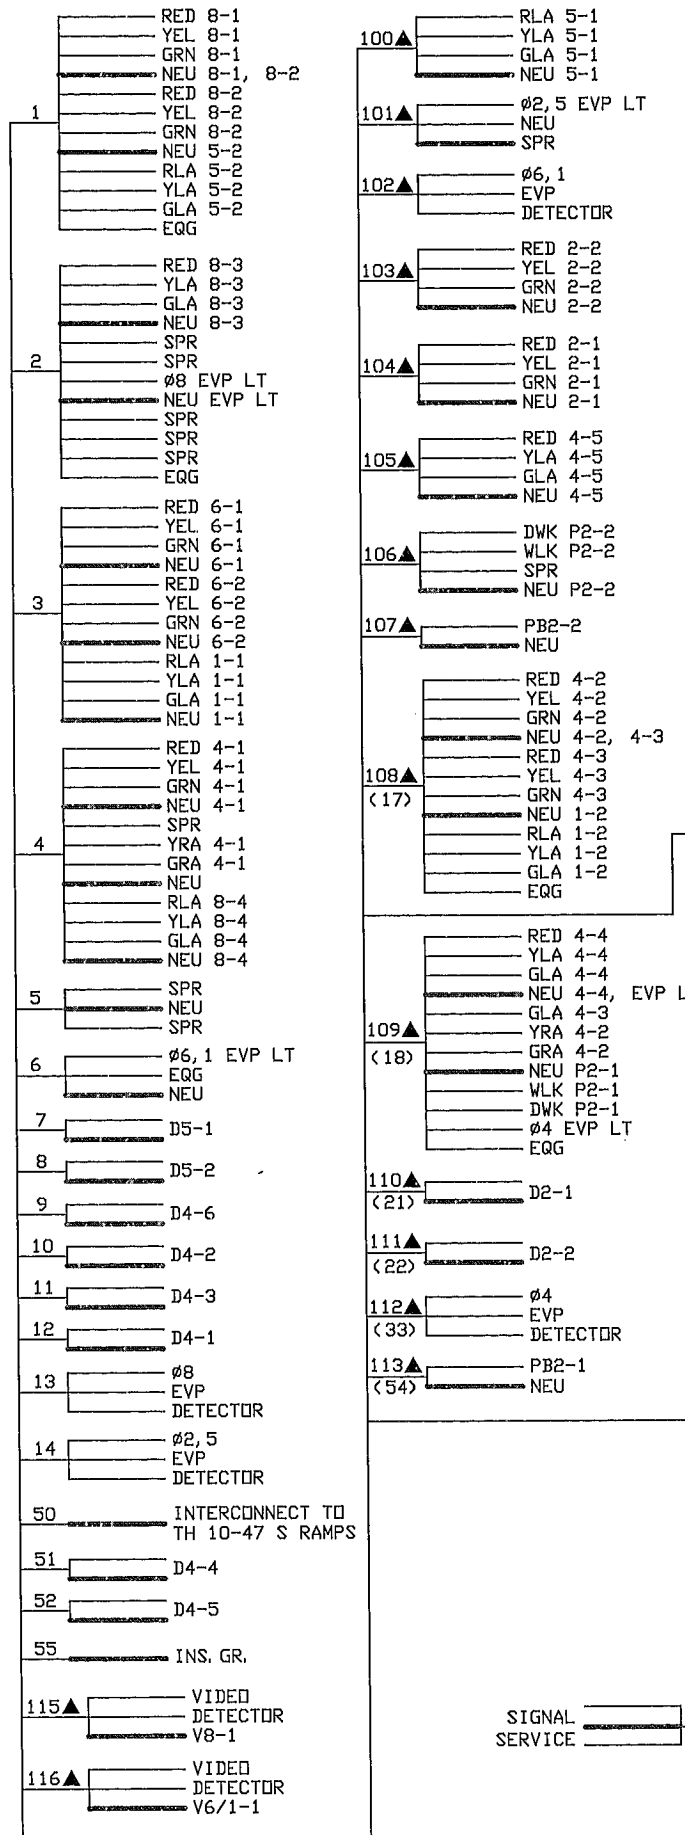 1
RED 8-1
YEL 8-1
GRN 8-1
NEU 8-1, 8-2
RED 8-2
YEL 8-2
GRN 8-2
NEU 5-2
RLA 5-2
YLA 5-2
GLA 5-2
EQG
2
RED 8-3
YLA 8-3
GLA 8-3
NEU 8-3
SPR
SPR
Ø8 EVP LT
NEU EVP LT
SPR
SPR
SPR
EQG
3
RED 6-1
YEL 6-1
GRN 6-1
NEU 6-1
RED 6-2
YEL 6-2
GRN 6-2
NEU 6-2
RLA 1-1
YLA 1-1
GLA 1-1
NEU 1-1
4
RED 4-1
YEL 4-1
GRN 4-1
NEU 4-1
SPR
YRA 4-1
GRA 4-1
NEU
RLA 8-4
YLA 8-4
GLA 8-4
NEU 8-4
5
SPR
NEU
SPR
6
Ø6,1 EVP LT
EQG
NEU
7 D5-1
8 D5-2
9 D4-6
10 D4-2
11 D4-3
12 D4-1
13
Ø8
EVP
DETECTOR
14
Ø2,5
EVP
DETECTOR
50
INTERCONNECT TO
TH 10-47 S RAMPS
51 D4-4
52 D4-5
55 INS. GR.
115▲
VIDEO
DETECTOR
V8-1
116▲
VIDEO
DETECTOR
V6/1-1
100▲
RLA 5-1
YLA 5-1
GLA 5-1
NEU 5-1
101▲
Ø2,5 EVP LT
NEU
SPR
102▲
Ø6,1
EVP
DETECTOR
103▲
RED 2-2
YEL 2-2
GRN 2-2
NEU 2-2
104▲
RED 2-1
YEL 2-1
GRN 2-1
NEU 2-1
105▲
RED 4-5
YLA 4-5
GLA 4-5
NEU 4-5
106▲
DWK P2-2
WLK P2-2
SPR
NEU P2-2
107▲
PB2-2
NEU
108▲
(17)
RED 4-2
YEL 4-2
GRN 4-2
NEU 4-2, 4-3
RED 4-3
YEL 4-3
GRN 4-3
NEU 1-2
RLA 1-2
YLA 1-2
GLA 1-2
EQG
109▲
(18)
RED 4-4
YLA 4-4
GLA 4-4
NEU 4-4, EVP L
GLA 4-3
YRA 4-2
GRA 4-2
NEU P2-1
WLK P2-1
DWK P2-1
Ø4 EVP LT
EQG
110▲
(21)
D2-1
111▲
(22)
D2-2
112▲
(33)
Ø4
EVP
DETECTOR
113▲
(54)
PB2-1
NEU
SIGNAL
SERVICE